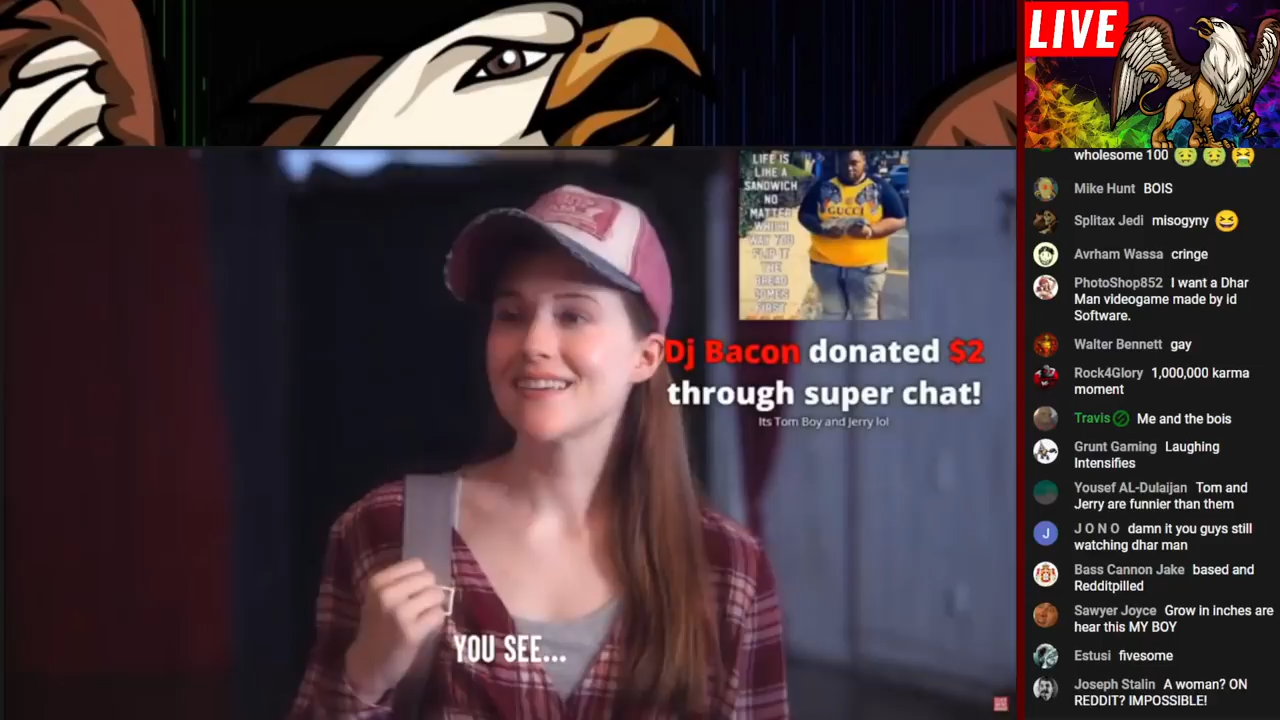 LIVE
LIFE IS
LIKE A
SANDWICH
NO
MATTER
WHICH
WAY YOU
FLIP IT
THE
BREAD
COMES
FIRST
GUCCI
Dj Bacon donated $2
through super chat!
Its Tom Boy and Jerry lol
YOU SEE...
wholesome 100
Mike Hunt BOIS
Splitax Jedi misogyny
Avrham Wassa cringe
PhotoShop852 I want a Dhar
Man videogame made by id
Software.
Walter Bennett gay
Rock4Glory 1,000,000 karma
moment
Travis Me and the bois
Grunt Gaming Laughing
Intensifies
Yousef AL-Dulaijan Tom and
Jerry are funnier than them
J
J O N O damn it you guys still
watching dhar man
Bass Cannon Jake based and
Redditpilled
Sawyer Joyce Grow in inches are
hear this MY BOY
Estusi fivesome
Joseph Stalin A woman? ON
REDDIT? IMPOSSIBLE!